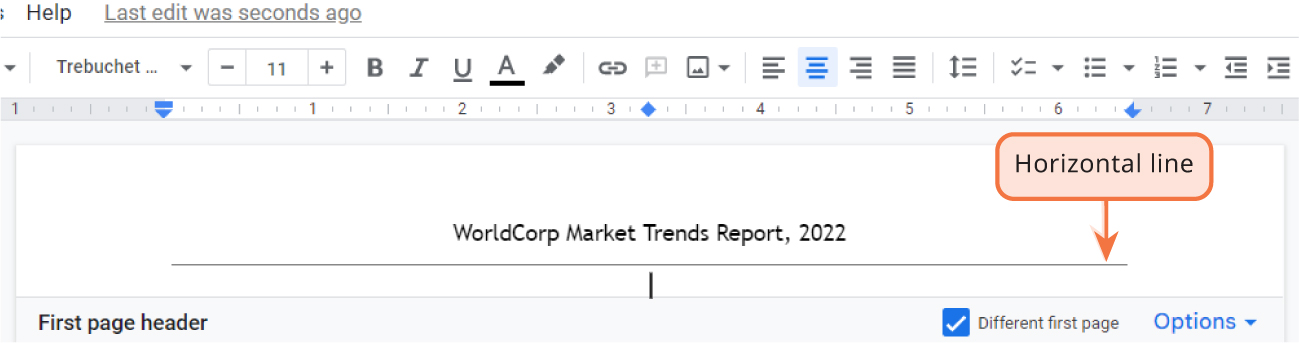 Help Last edit was seconds ago
Trebuchet ... − 11 + B I U A
1 1 2 3 4 5 6 7
Horizontal line
WorldCorp Market Trends Report, 2022
First page header Different first page Options